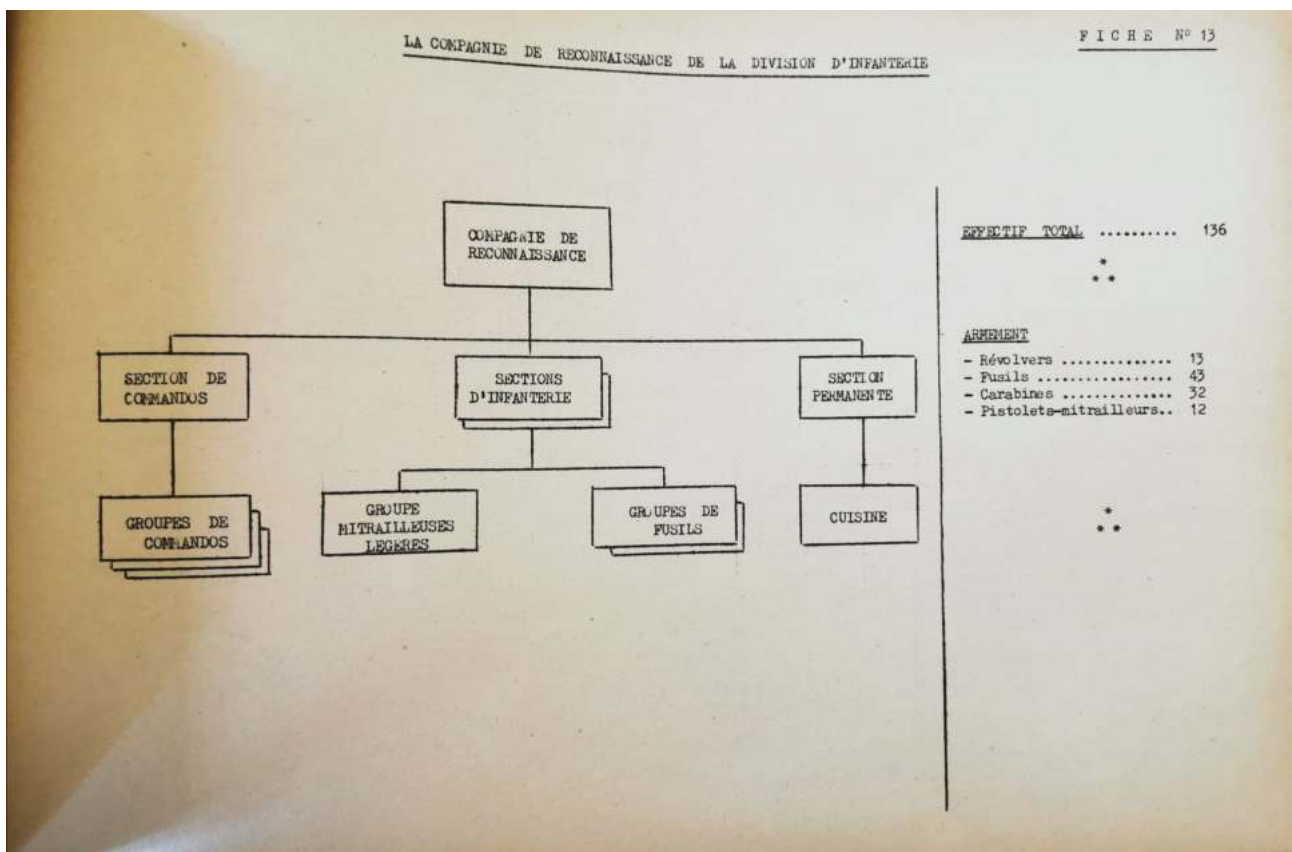 FICHE Nº 13
LA COMPAGNIE DE RECONNAISSANCE DE LA DIVISION D'INFANTERIE
COMPAGNIE DE
RECONNAISSANCE
SECTION DE
COMMANDOS
SECTIONS
D'INFANTERIE
SECTION
PERMANENTE
GROUPES DE
COMMANDOS
GROUPE
MITRAILLEUSES
LEGERES
GROUPES DE
FUSILS
CUISINE
EFFECTIF TOTAL .......... 136
*
* *
ARMEMENT
- Révolvers .............. 13
- Fusils ................. 43
- Carabines .............. 32
- Pistolets-mitrailleurs.. 12
*
* *